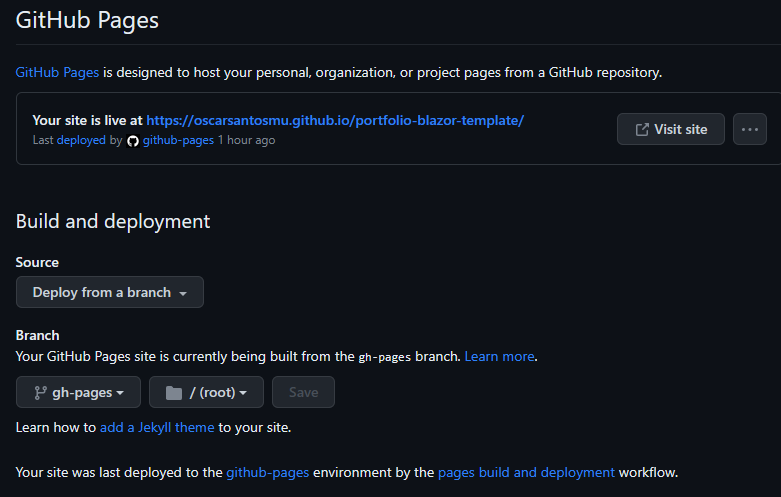 GitHub Pages
GitHub Pages is designed to host your personal, organization, or project pages from a GitHub repository.
Your site is live at https://oscarsantosmu.github.io/portfolio-blazor-template/
Last deployed by github-pages 1 hour ago
Visit site
Build and deployment
Source
Deploy from a branch
Branch
Your GitHub Pages site is currently being built from the gh-pages branch. Learn more.
gh-pages
/ (root)
Save
Learn how to add a Jekyll theme to your site.
Your site was last deployed to the github-pages environment by the pages build and deployment workflow.